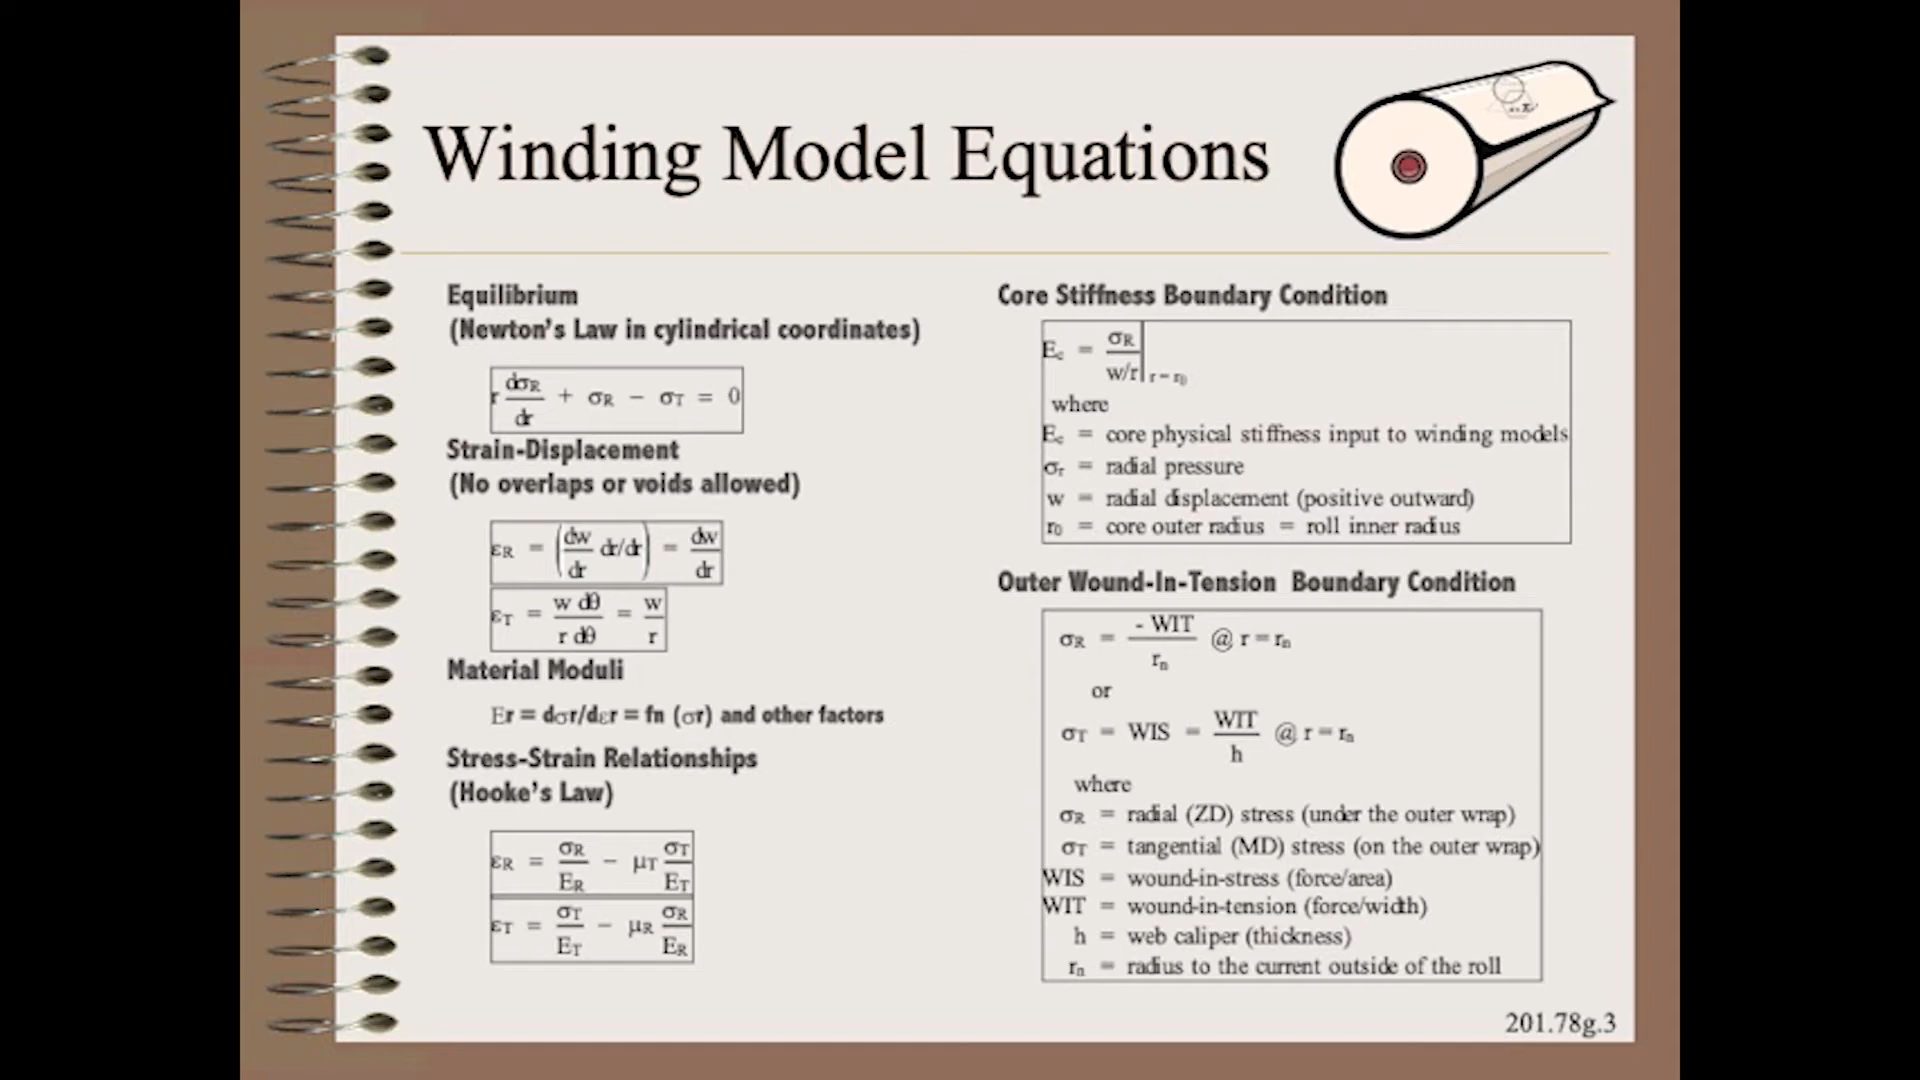 Winding Model Equations
Equilibrium
(Newton's Law in cylindrical coordinates)
r dσR/dr + σR − σT = 0
Strain-Displacement
(No overlaps or voids allowed)
εR = (dw/dr dr/dr) = dw/dr
εT = w dθ/r dθ = w/r
Material Moduli
Er = dσr/dεr = fn (σr) and other factors
Stress-Strain Relationships
(Hooke's Law)
εR = σR/ER − μT σT/ET
εT = σT/ET − μR σR/ER
Core Stiffness Boundary Condition
Ec = σR/w/r | r = r0
where
Ec = core physical stiffness input to winding models
σr = radial pressure
w = radial displacement (positive outward)
r0 = core outer radius = roll inner radius
Outer Wound-In-Tension Boundary Condition
σR = - WIT/rn @ r = rn
or
σT = WIS = WIT/h @ r = rn
where
σR = radial (ZD) stress (under the outer wrap)
σT = tangential (MD) stress (on the outer wrap)
WIS = wound-in-stress (force/area)
WIT = wound-in-tension (force/width)
h = web caliper (thickness)
rn = radius to the current outside of the roll
201.78g.3